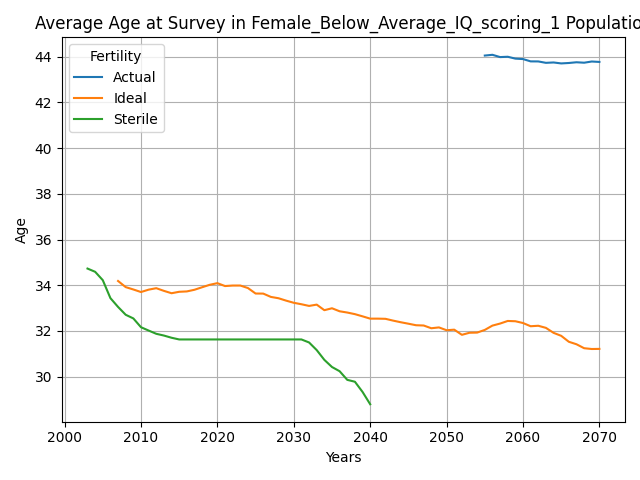 Average Age at Survey in Female_Below_Average_IQ_scoring_1 Populatio
Fertility
Actual
Ideal
Sterile
44
42
40
38
36
34
32
30
Age
2000 2010 2020 2030 2040 2050 2060 2070
Years